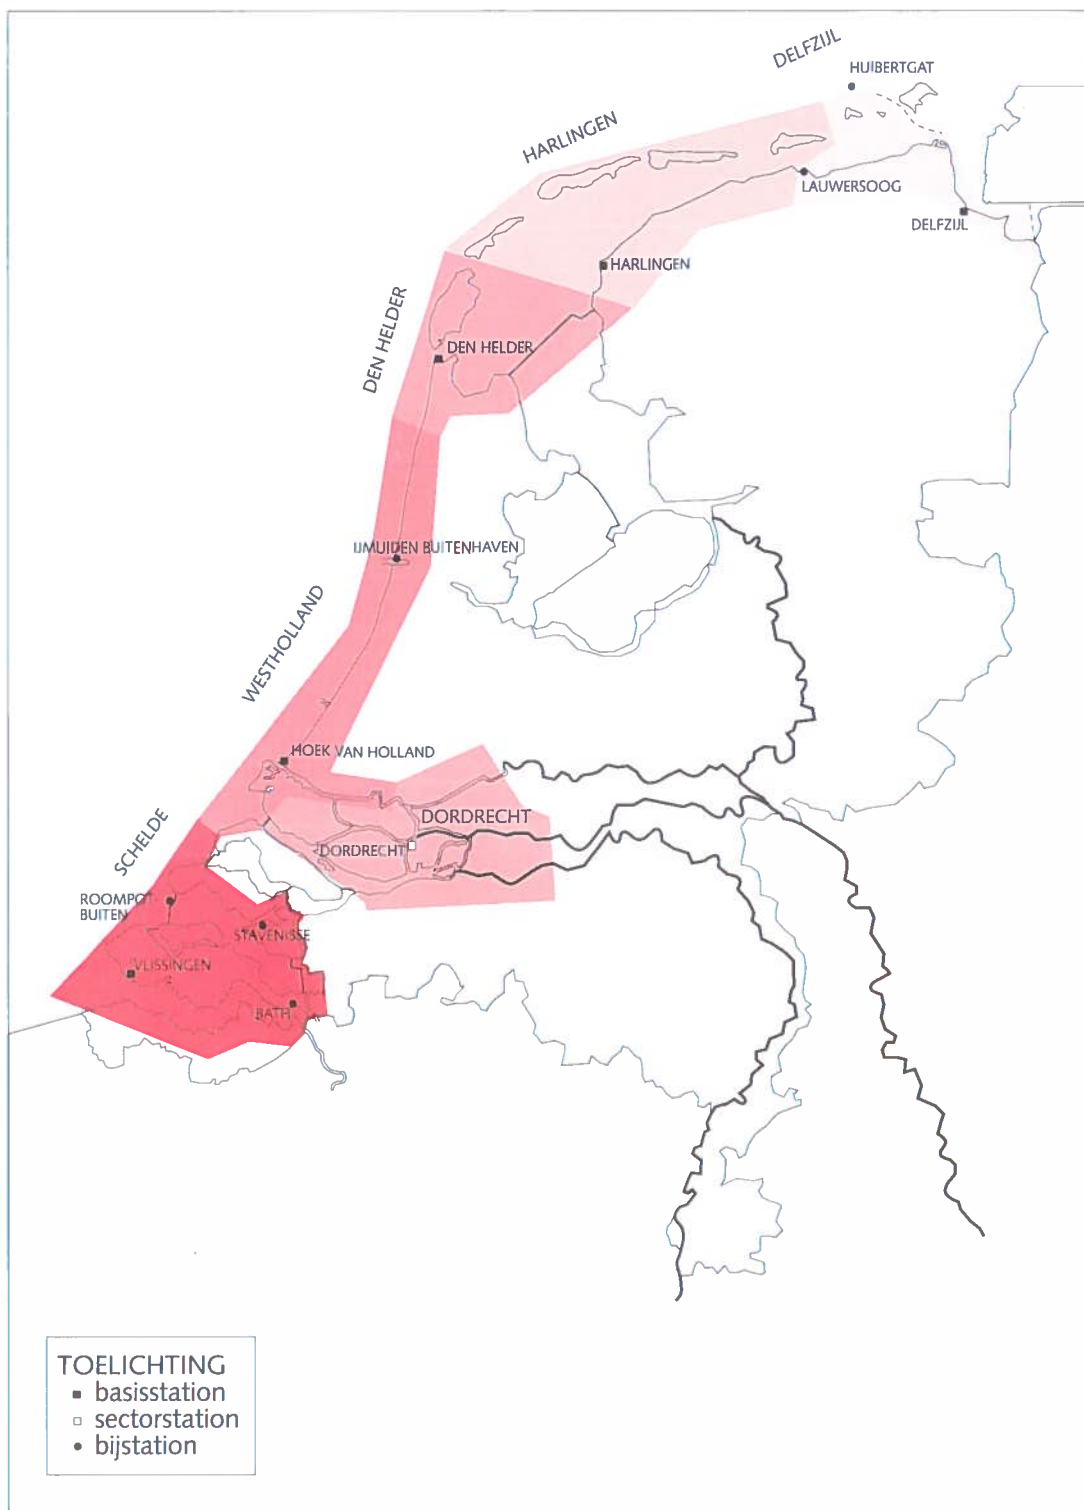 DELFZIJL
HUIBERTGAT
HARLINGEN
LAUWERSOOG
DELFZIJL
HARLINGEN
DEN HELDER
DEN HELDER
IJMUIDEN BUITENHAVEN
WESTHOLLAND
HOEK VAN HOLLAND
DORDRECHT
DORDRECHT
SCHELDE
ROOMPOT-
BUITEN
STAVENISSE
VLISSINGEN
BATH
TOELICHTING
basisstation
sectorstation
bijstation